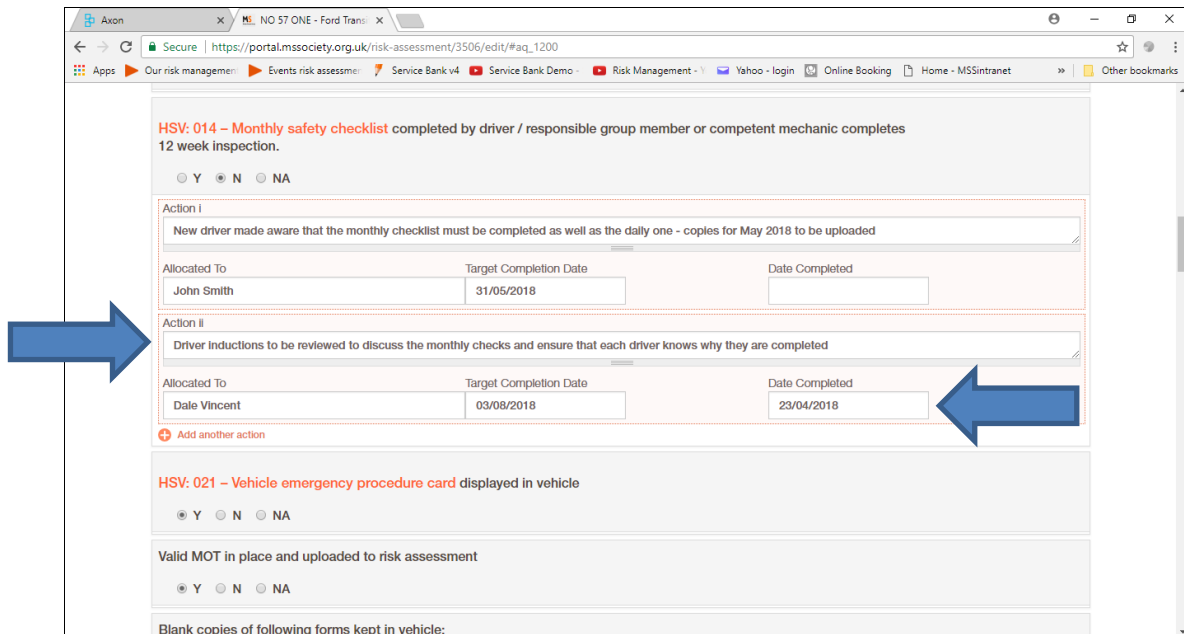 Axon
NO 57 ONE - Ford Transi
Secure | https://portal.mssociety.org.uk/risk-assessment/3506/edit/#aq_1200
Apps Our risk managemen Events risk assessmen Service Bank v4 Service Bank Demo - Risk Management - Y Yahoo - login Online Booking Home - MSSintranet » Other bookmarks
HSV: 014 – Monthly safety checklist completed by driver / responsible group member or competent mechanic completes
12 week inspection.
Y N NA
Action i
New driver made aware that the monthly checklist must be completed as well as the daily one - copies for May 2018 to be uploaded
Allocated To Target Completion Date Date Completed
John Smith 31/05/2018
Action ii
Driver inductions to be reviewed to discuss the monthly checks and ensure that each driver knows why they are completed
Allocated To Target Completion Date Date Completed
Dale Vincent 03/08/2018 23/04/2018
Add another action
HSV: 021 – Vehicle emergency procedure card displayed in vehicle
Y N NA
Valid MOT in place and uploaded to risk assessment
Y N NA
Blank copies of following forms kept in vehicle: